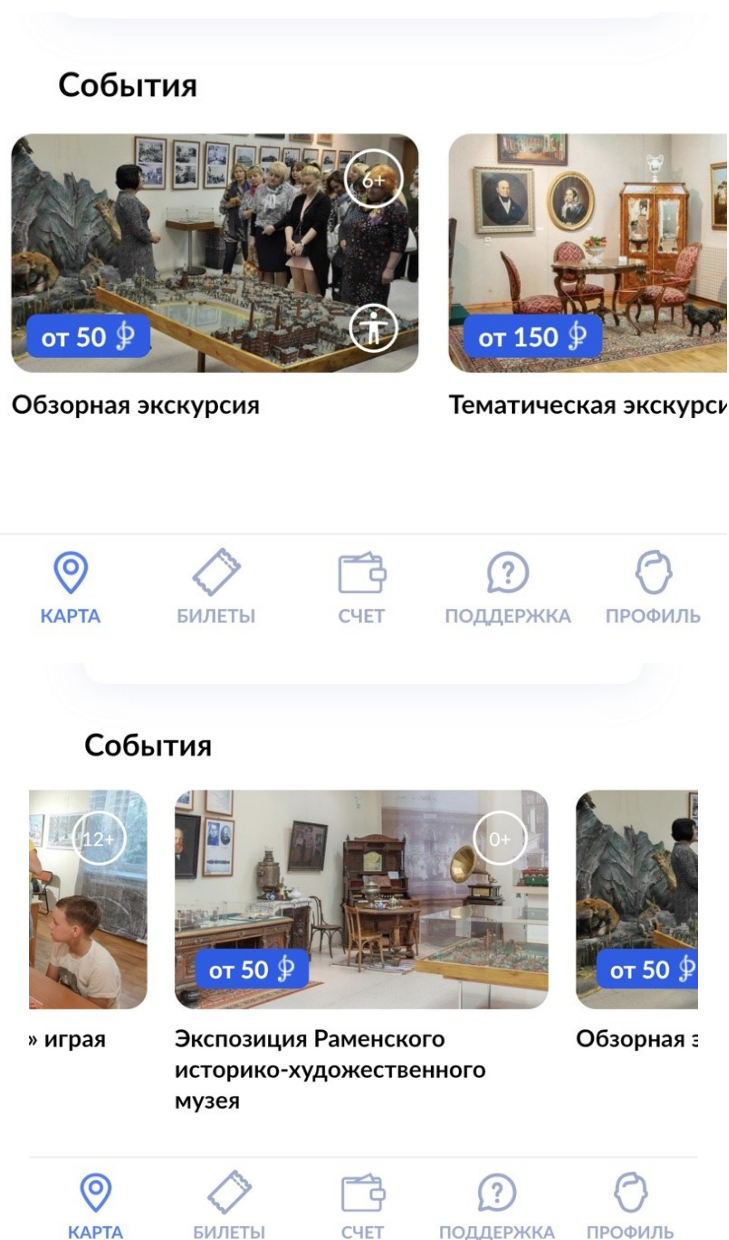 События
6+
от 50
от 150
Обзорная экскурсия
Тематическая экскурси
КАРТА
БИЛЕТЫ
СЧЕТ
ПОДДЕРЖКА
ПРОФИЛЬ
События
12+
0+
от 50
от 50
» играя
Экспозиция Раменского
историко-художественного
музея
Обзорная э
КАРТА
БИЛЕТЫ
СЧЕТ
ПОДДЕРЖКА
ПРОФИЛЬ